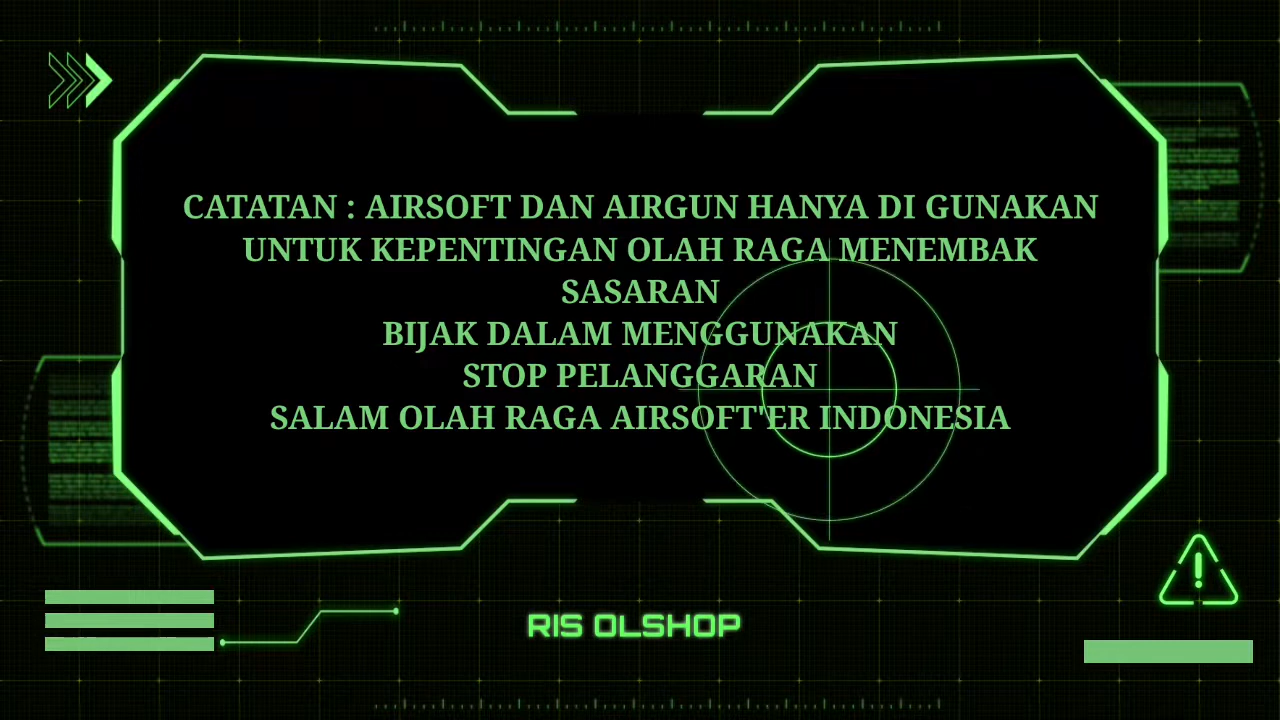 CATATAN : AIRSOFT DAN AIRGUN HANYA DI GUNAKAN
UNTUK KEPENTINGAN OLAH RAGA MENEMBAK
SASARAN
BIJAK DALAM MENGGUNAKAN
STOP PELANGGARAN
SALAM OLAH RAGA AIRSOFT'ER INDONESIA
RIS OLSHOP